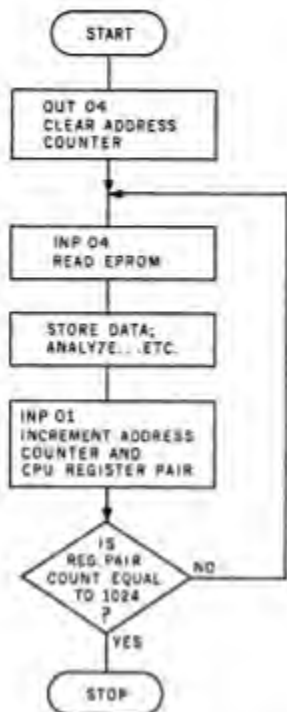 START
OUT 04
CLEAR ADDRESS
COUNTER
INP 04
READ EPROM
STORE DATA;
ANALYZE...ETC.
INP 01
INCREMENT ADDRESS
COUNTER AND
CPU REGISTER PAIR
IS
REG. PAIR
COUNT EQUAL
TO 1024
?
NO
YES
STOP